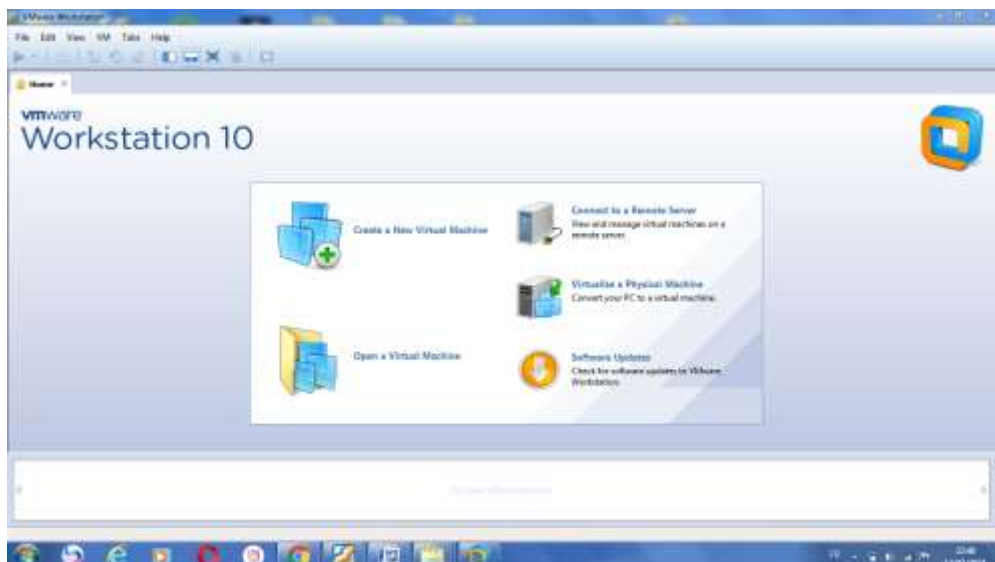 VMware Workstation
File Edit View VM Tabs Help
Home
vmware
Workstation 10
Create a New Virtual Machine
Connect to a Remote Server
View and manage virtual machines on a
remote server.
Virtualize a Physical Machine
Convert your PC to a virtual machine.
Open a Virtual Machine
Software Updates
Check for software updates to VMware
Workstation.